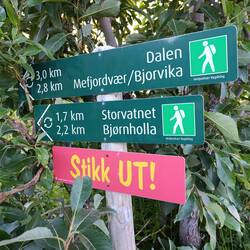 Dalen
3,0 km
2,8 km Mefjordvær/Bjorvika
1,7 km Storvatnet
2,2 km Bjørnholla
Stikk UT!